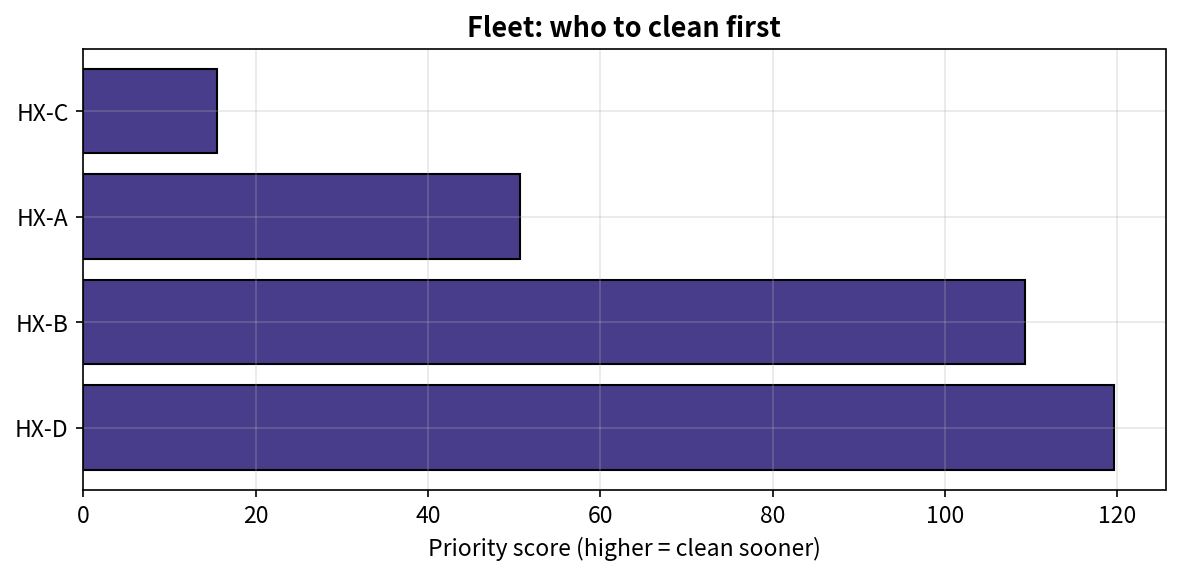 Fleet: who to clean first
HX-C
HX-A
HX-B
HX-D
0 20 40 60 80 100 120
Priority score (higher = clean sooner)